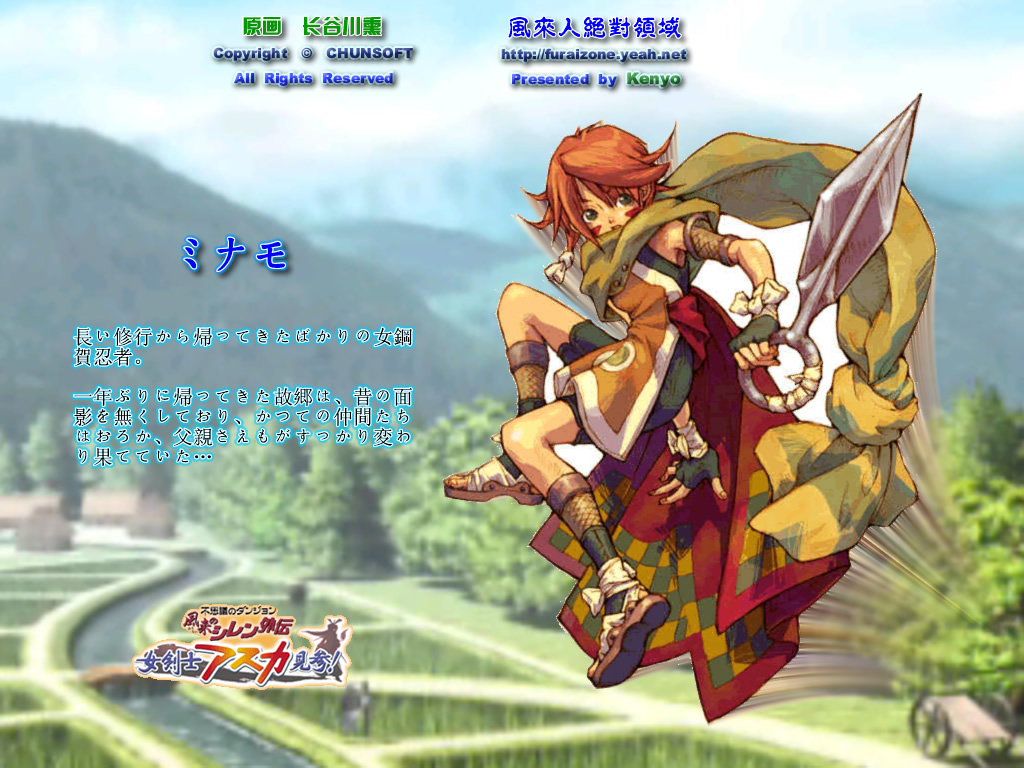 原画 长谷川薫
Copyright © CHUNSOFT
All Rights Reserved
風來人絕對領域
http://furaizone.yeah.net
Presented by Kenyo
ミナモ
長い修行から帰ってきたばかりの女鋼
賀忍者.
一年ぶりに帰ってきた故郷は、昔の面
影を無くしており、かつての仲間たち
はおろか、父親さえもがすっかり変わ
り果てていた…
不思議のダンジョン
風来のシレン外伝
女剣士アスカ見参!